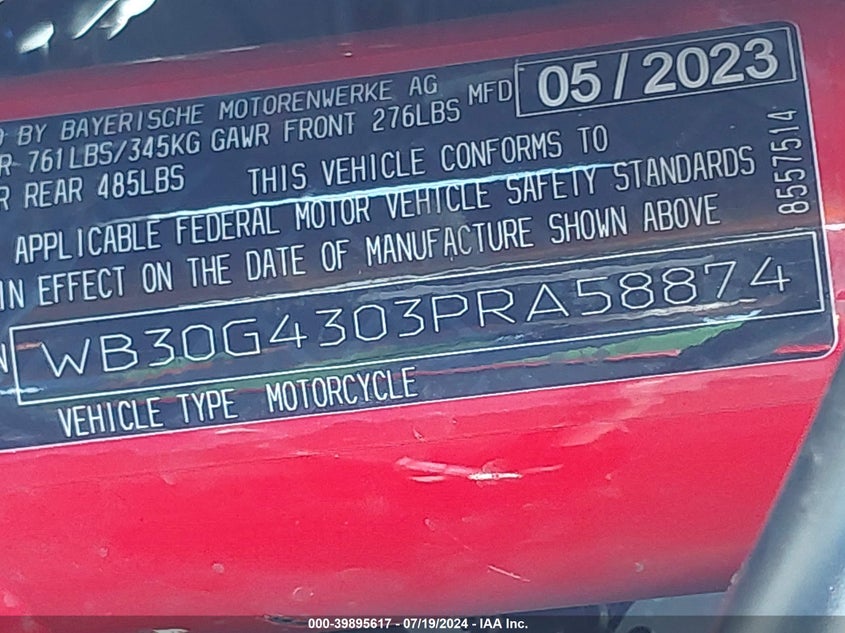 BY BAYERISCHE MOTORENWERKE AG MFD 05/2023
761LBS/345KG GAWR FRONT 276LBS
REAR 485LBS THIS VEHICLE CONFORMS TO
APPLICABLE FEDERAL MOTOR VEHICLE SAFETY STANDARDS
IN EFFECT ON THE DATE OF MANUFACTURE SHOWN ABOVE
8557514
WB30G4303PRA58874
VEHICLE TYPE MOTORCYCLE
000-39895617 - 07/19/2024 - IAA Inc.